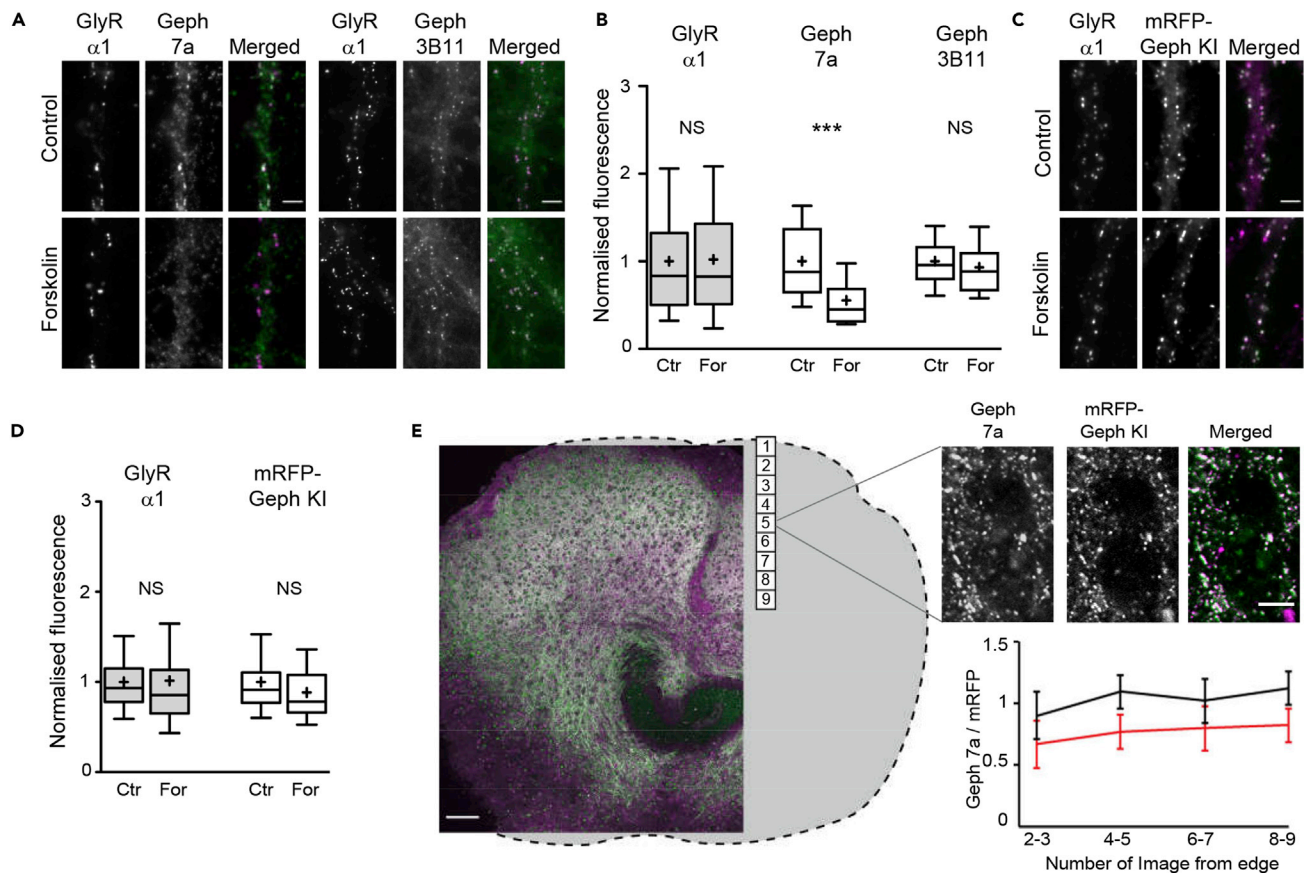 A
GlyR Geph GlyR Geph
α1 7a Merged α1 3B11 Merged
Control
Forskolin
B
GlyR Geph Geph
α1 7a 3B11
Normalised fluorescence
3
2
1
0
NS *** NS
Ctr For Ctr For Ctr For
C
GlyR mRFP-
α1 Geph KI Merged
Control
Forskolin
D
GlyR mRFP-
α1 Geph KI
Normalised fluorescence
3
2
1
0
NS NS
Ctr For Ctr For
E
1
2
3
4
5
6
7
8
9
Geph mRFP-
7a Geph KI Merged
Geph 7a / mRFP
1.5
1
0.5
0
2-3 4-5 6-7 8-9
Number of Image from edge